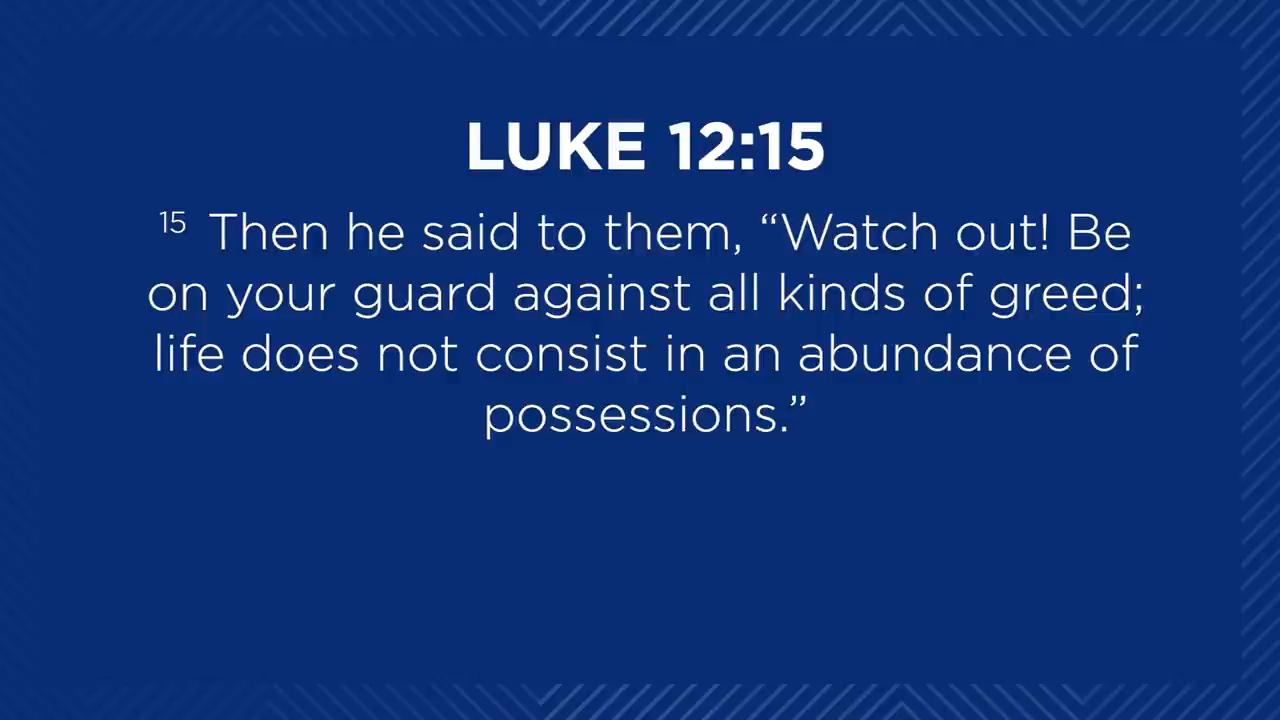 LUKE 12:15
15 Then he said to them, “Watch out! Be
on your guard against all kinds of greed;
life does not consist in an abundance of
possessions.”